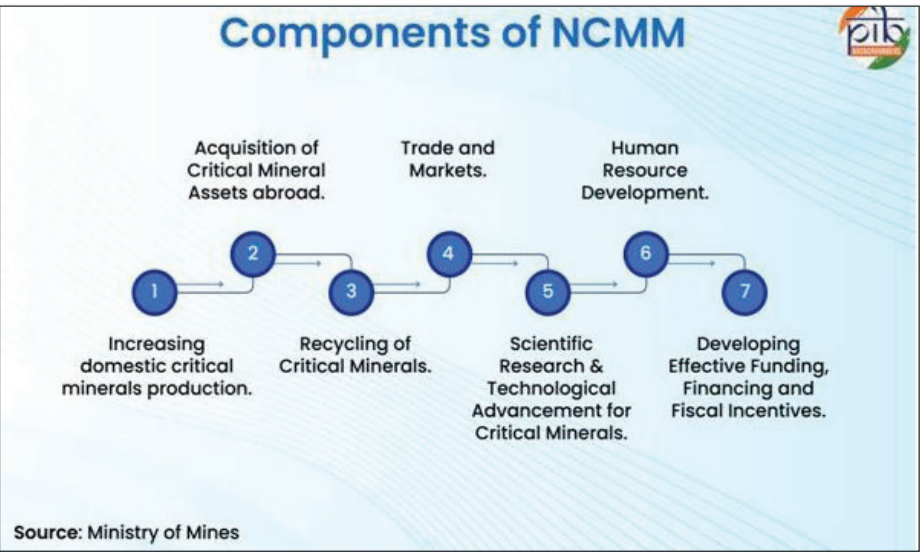 Components of NCMM
pib
BACKGROUNDERS
Acquisition of
Critical Mineral
Assets abroad.
Trade and
Markets.
Human
Resource
Development.
2
4
6
1
3
5
7
Increasing
domestic critical
minerals production.
Recycling of
Critical Minerals.
Scientific
Research &
Technological
Advancement for
Critical Minerals.
Developing
Effective Funding,
Financing and
Fiscal Incentives.
Source: Ministry of Mines